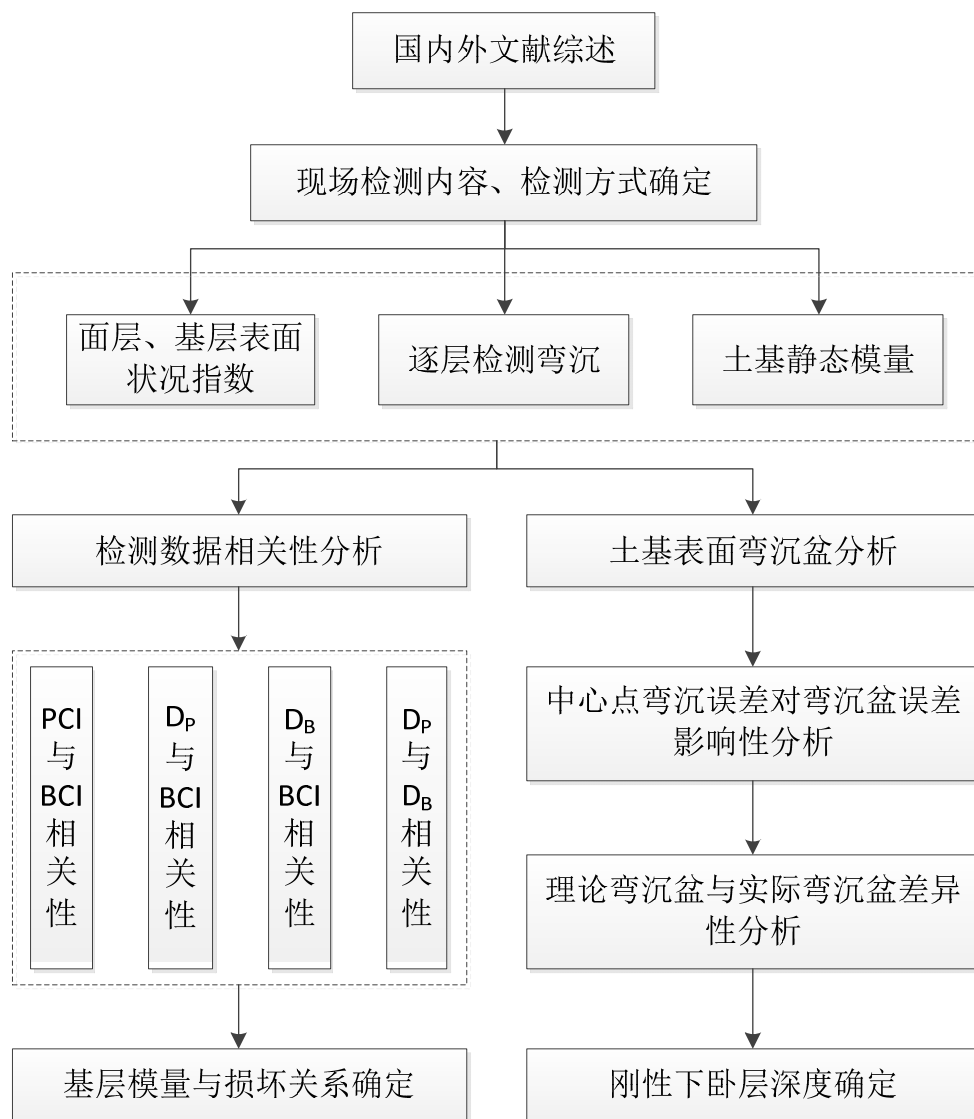 国内外文献综述
现场检测内容、检测方式确定
面层、基层表面
状况指数
逐层检测弯沉
土基静态模量
检测数据相关性分析
土基表面弯沉盆分析
PCI
与
BCI
相
关
性
DP
与
BCI
相
关
性
DB
与
BCI
相
关
性
DP
与
DB
相
关
性
中心点弯沉误差对弯沉盆误差
影响性分析
理论弯沉盆与实际弯沉盆差异
性分析
基层模量与损坏关系确定
刚性下卧层深度确定